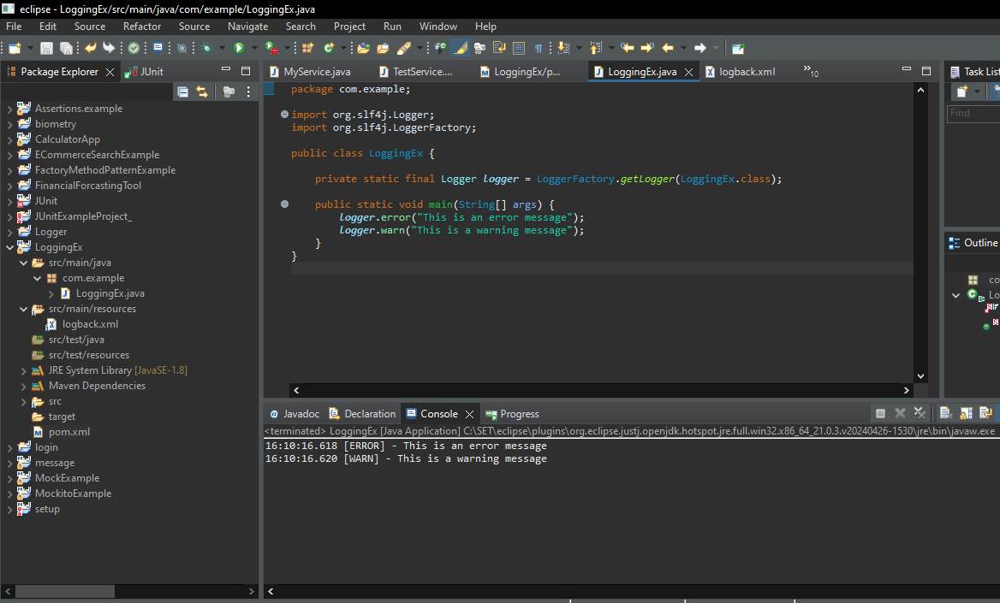 eclipse - LoggingEx/src/main/java/com/example/LoggingEx.java
File Edit Source Refactor Source Navigate Search Project Run Window Help
Package Explorer
JUnit
Assertions.example
biometry
CalculatorApp
ECommerceSearchExample
FactoryMethodPatternExample
FinancialForcastingTool
JUnit
JUnitExampleProject_
Logger
LoggingEx
src/main/java
com.example
LoggingEx.java
src/main/resources
logback.xml
src/test/java
src/test/resources
JRE System Library [JavaSE-1.8]
Maven Dependencies
src
target
pom.xml
login
message
MockExample
MockitoExample
setup
MyService.java TestService.... LoggingEx/p... LoggingEx.java logback.xml »10
package com.example;
import org.slf4j.Logger;
import org.slf4j.LoggerFactory;
public class LoggingEx {
private static final Logger logger = LoggerFactory.getLogger(LoggingEx.class);
public static void main(String[] args) {
logger.error("This is an error message");
logger.warn("This is a warning message");
}
}
Javadoc Declaration Console Progress
<terminated> LoggingEx [Java Application] C:\SET\eclipse\plugins\org.eclipse.justj.openjdk.hotspot.jre.full.win32.x86_64_21.0.3.v20240426-1530\jre\bin\javaw.exe
16:10:16.618 [ERROR] - This is an error message
16:10:16.620 [WARN] - This is a warning message
Task List
Find
Outline
co
Lo